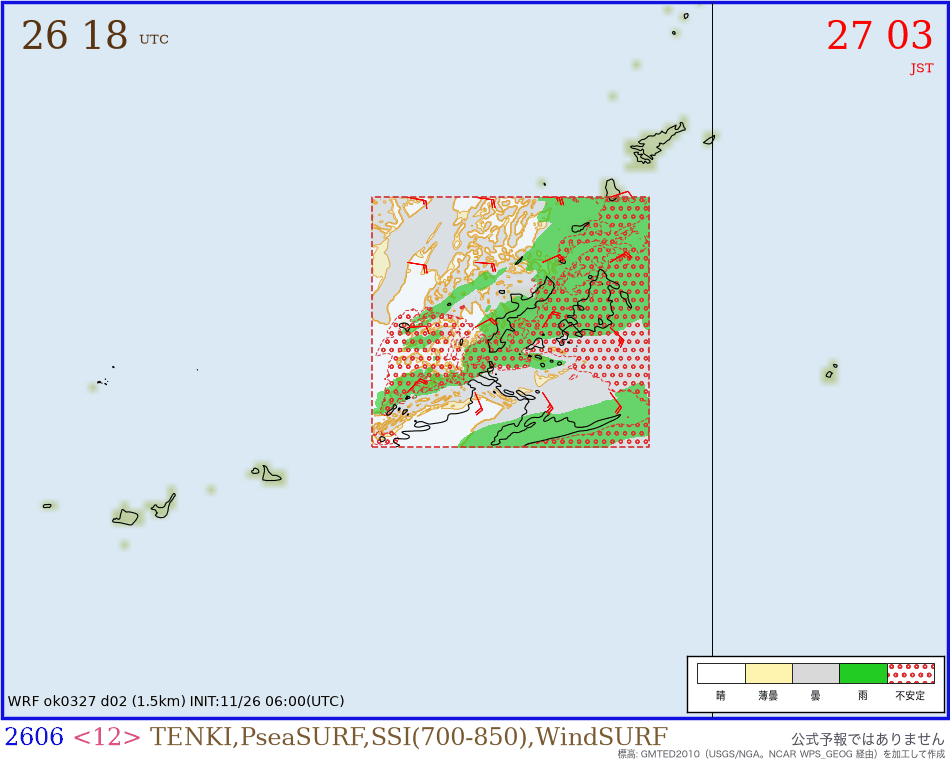 26 18 UTC
27 03
JST
晴 薄曇 曇 雨 不安定
WRF ok0327 d02 (1.5km) INIT:11/26 06:00(UTC)
2606 <12> TENKI,PseaSURF,SSI(700-850),WindSURF
公式予報ではありません
標高: GMTED2010（USGS/NGA。NCAR WPS_GEOG 経由）を加工して作成